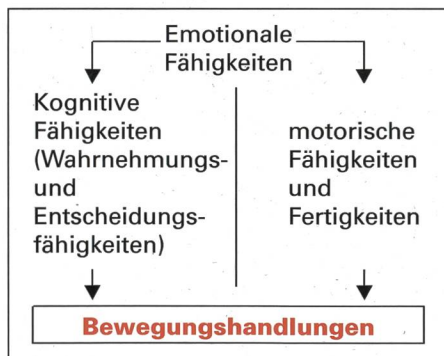 Emotionale
Fähigkeiten
Kognitive
Fähigkeiten
(Wahrnehmungs-
und
Entscheidungs-
fähigkeiten)
motorische
Fähigkeiten
und
Fertigkeiten
Bewegungshandlungen